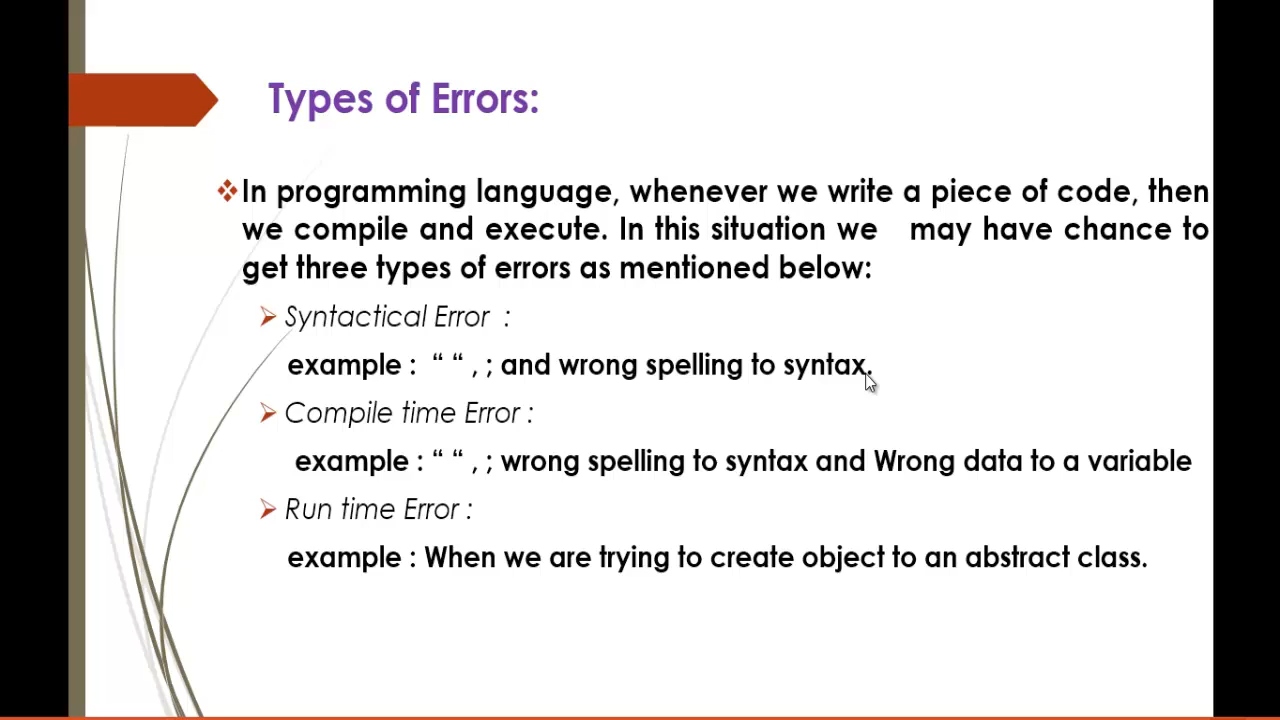 Types of Errors:
In programming language, whenever we write a piece of code, then
we compile and execute. In this situation we may have chance to
get three types of errors as mentioned below:
Syntactical Error :
example : “ “ , ; and wrong spelling to syntax.
Compile time Error :
example : “ “ , ; wrong spelling to syntax and Wrong data to a variable
Run time Error :
example : When we are trying to create object to an abstract class.